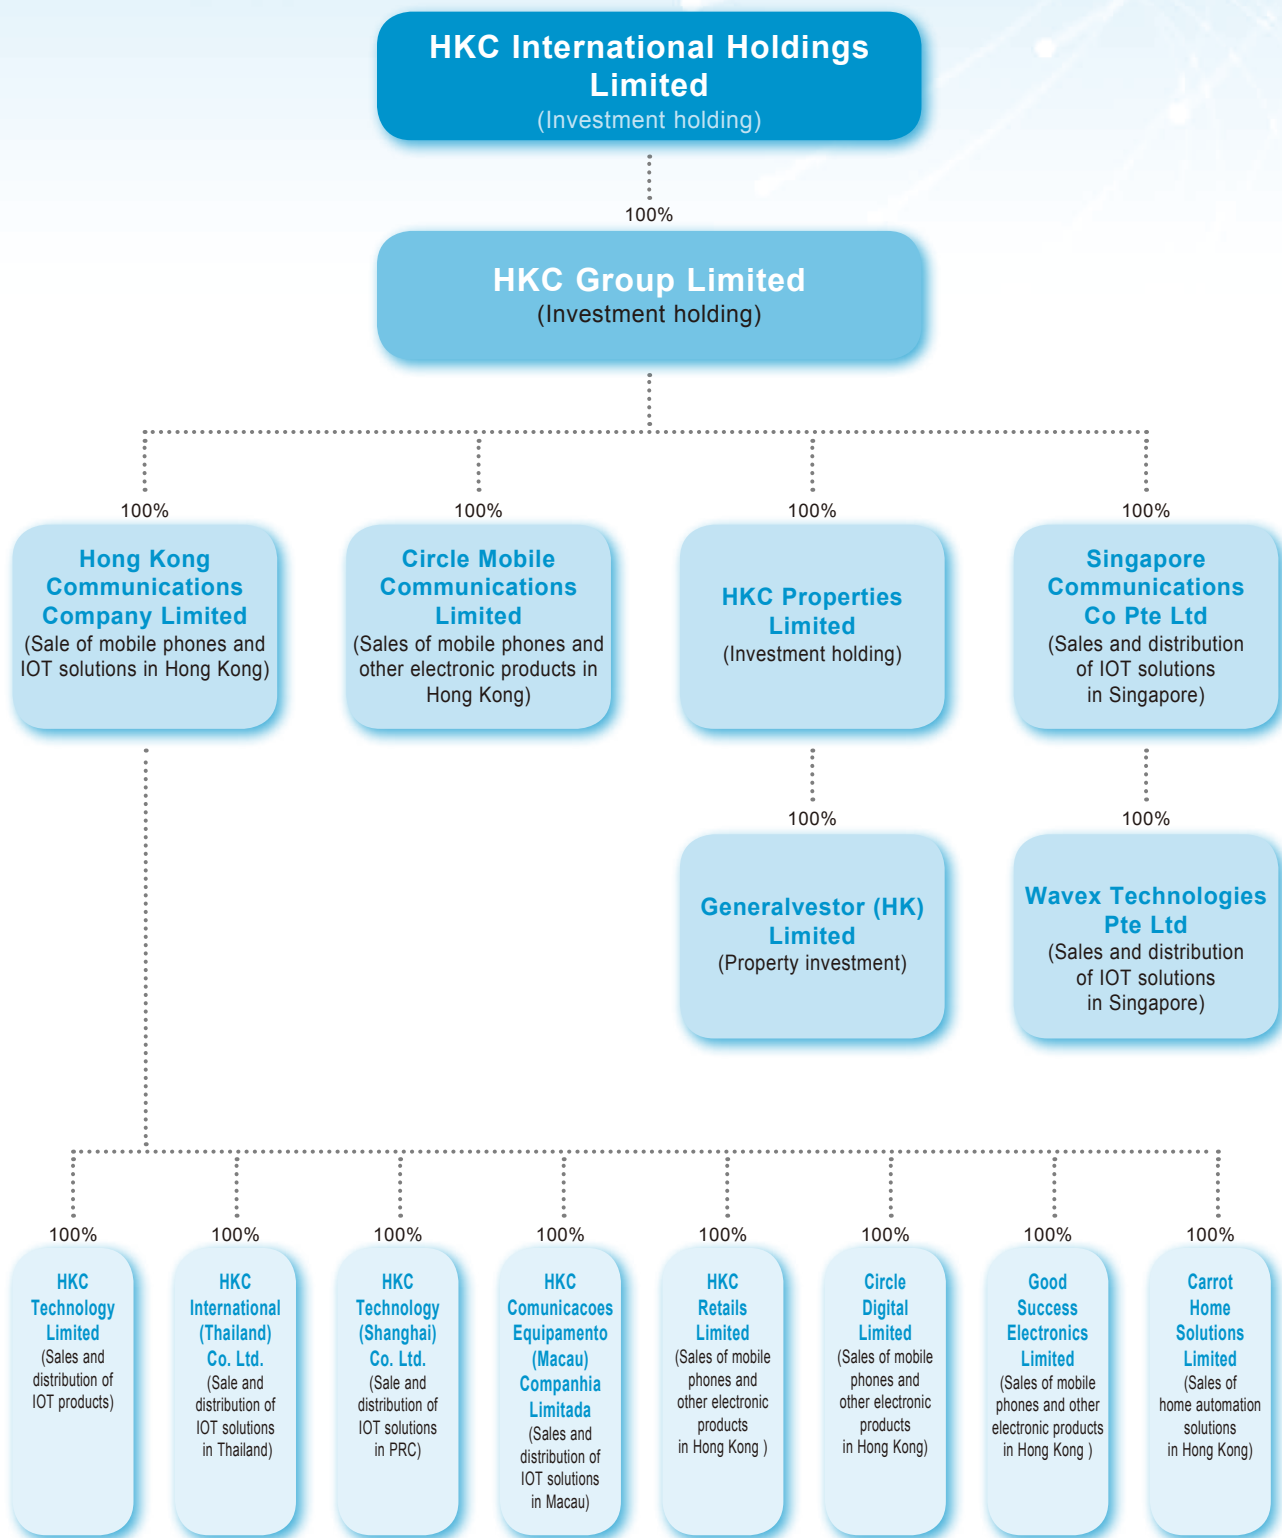 HKC International Holdings
Limited
(Investment holding)
100%
HKC Group Limited
(Investment holding)
100%
Hong Kong
Communications
Company Limited
(Sale of mobile phones and
IOT solutions in Hong Kong)
100%
Circle Mobile
Communications
Limited
(Sales of mobile phones and
other electronic products in
Hong Kong)
100%
HKC Properties
Limited
(Investment holding)
100%
Singapore
Communications
Co Pte Ltd
(Sales and distribution
of IOT solutions
in Singapore)
100%
Generalvestor (HK)
Limited
(Property investment)
100%
Wavex Technologies
Pte Ltd
(Sales and distribution
of IOT solutions
in Singapore)
100%
HKC
Technology
Limited
(Sales and
distribution of
IOT products)
100%
HKC
International
(Thailand)
Co. Ltd.
(Sale and
distribution of
IOT solutions
in Thailand)
100%
HKC
Technology
(Shanghai)
Co. Ltd.
(Sale and
distribution of
IOT solutions
in PRC)
100%
HKC
Comunicacoes
Equipamento
(Macau)
Companhia
Limitada
(Sales and
distribution of
IOT solutions
in Macau)
100%
HKC
Retails
Limited
(Sales of mobile
phones and
other electronic
products
in Hong Kong )
100%
Circle
Digital
Limited
(Sales of mobile
phones and
other electronic
products
in Hong Kong)
100%
Good
Success
Electronics
Limited
(Sales of mobile
phones and other
electronic products
in Hong Kong )
100%
Carrot
Home
Solutions
Limited
(Sales of
home automation
solutions
in Hong Kong)